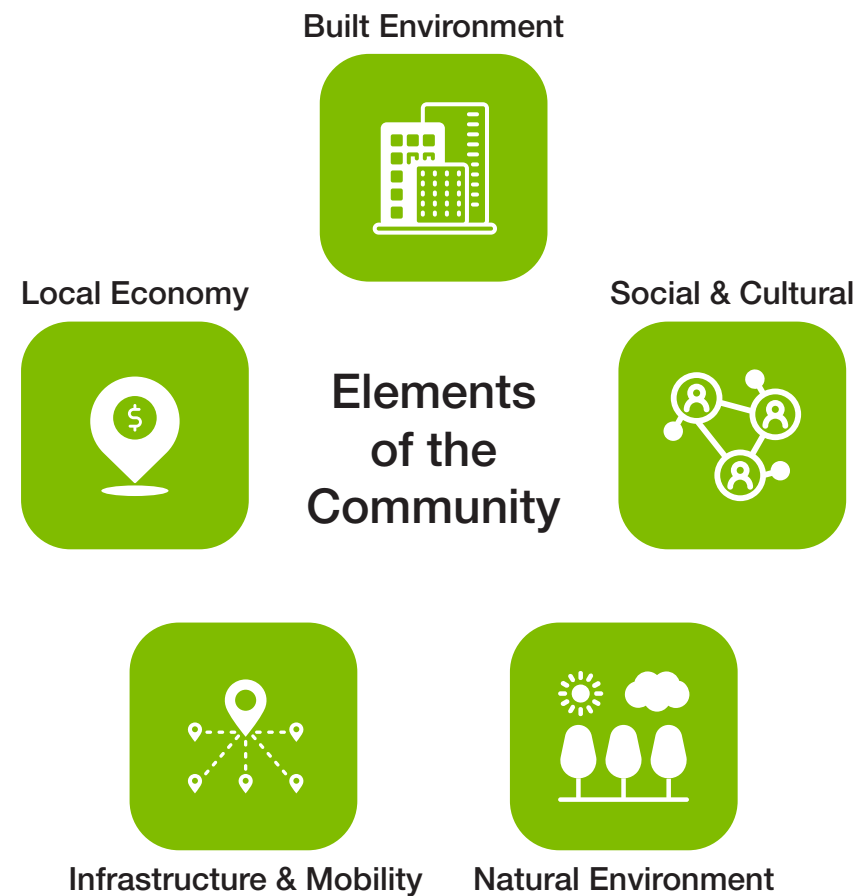 Built Environment
Local Economy
Social & Cultural
$
Elements
of the
Community
Infrastructure & Mobility
Natural Environment